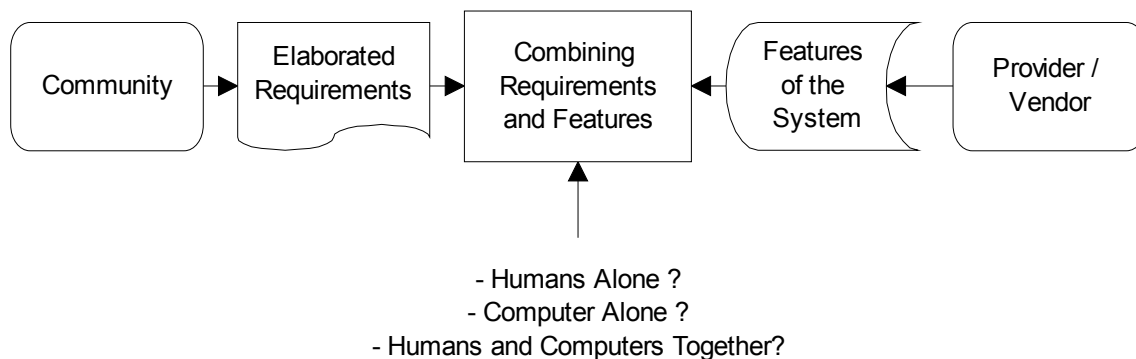 Community
Elaborated
Requirements
Combining
Requirements
and Features
Features
of the
System
Provider /
Vendor
- Humans Alone ?
- Computer Alone ?
- Humans and Computers Together?